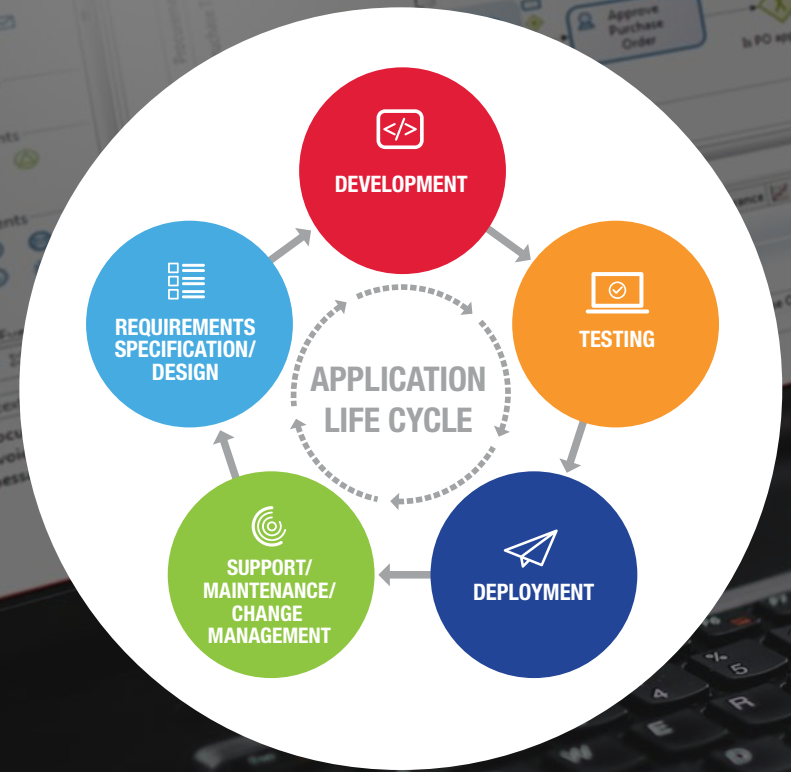 Approve
Purchase
Order
Is PO app
DEVELOPMENT
REQUIREMENTS
SPECIFICATION/
DESIGN
TESTING
APPLICATION
LIFE CYCLE
SUPPORT/
MAINTENANCE/
CHANGE
MANAGEMENT
DEPLOYMENT
%
5
R
E
D
W